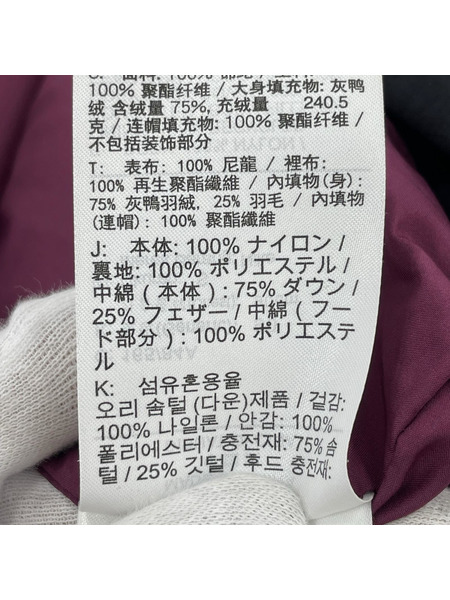 100% 聚酯纤维 / 大身填充物: 灰鸭
绒 含绒量 75%, 充绒量 240.5
克 / 连帽填充物: 100% 聚酯纤维 /
不包括装饰部分
T: 表布: 100% 尼龍 / 裡布:
100% 再生聚酯纖維 / 內填物(身):
75% 灰鴨羽絨, 25% 羽毛 / 內填物
(連帽): 100% 聚酯纖維
J: 本体: 100% ナイロン /
裏地: 100% ポリエステル /
中綿 ( 本体 ) : 75% ダウン /
25% フェザー / 中綿 ( フー
ド部分 ) : 100% ポリエステ
ル
K: 섬유혼용율
오리 솜털 (다운)제품 / 겉감:
100% 나일론 / 안감: 100%
폴리에스터 / 충전재: 75% 솜
털 / 25% 깃털 / 후드 충전재: